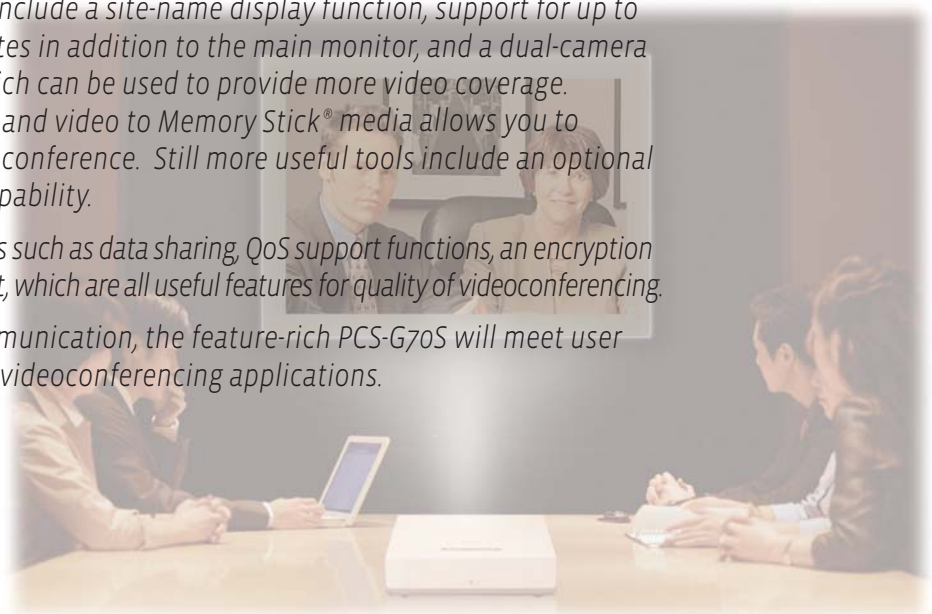 include a site-name display function, support for up to
tes in addition to the main monitor, and a dual-camera
ich can be used to provide more video coverage.
and video to Memory Stick® media allows you to
conference. Still more useful tools include an optional
pability.
s such as data sharing, QoS support functions, an encryption
t, which are all useful features for quality of videoconferencing.
munication, the feature-rich PCS-G70S will meet user
videoconferencing applications.